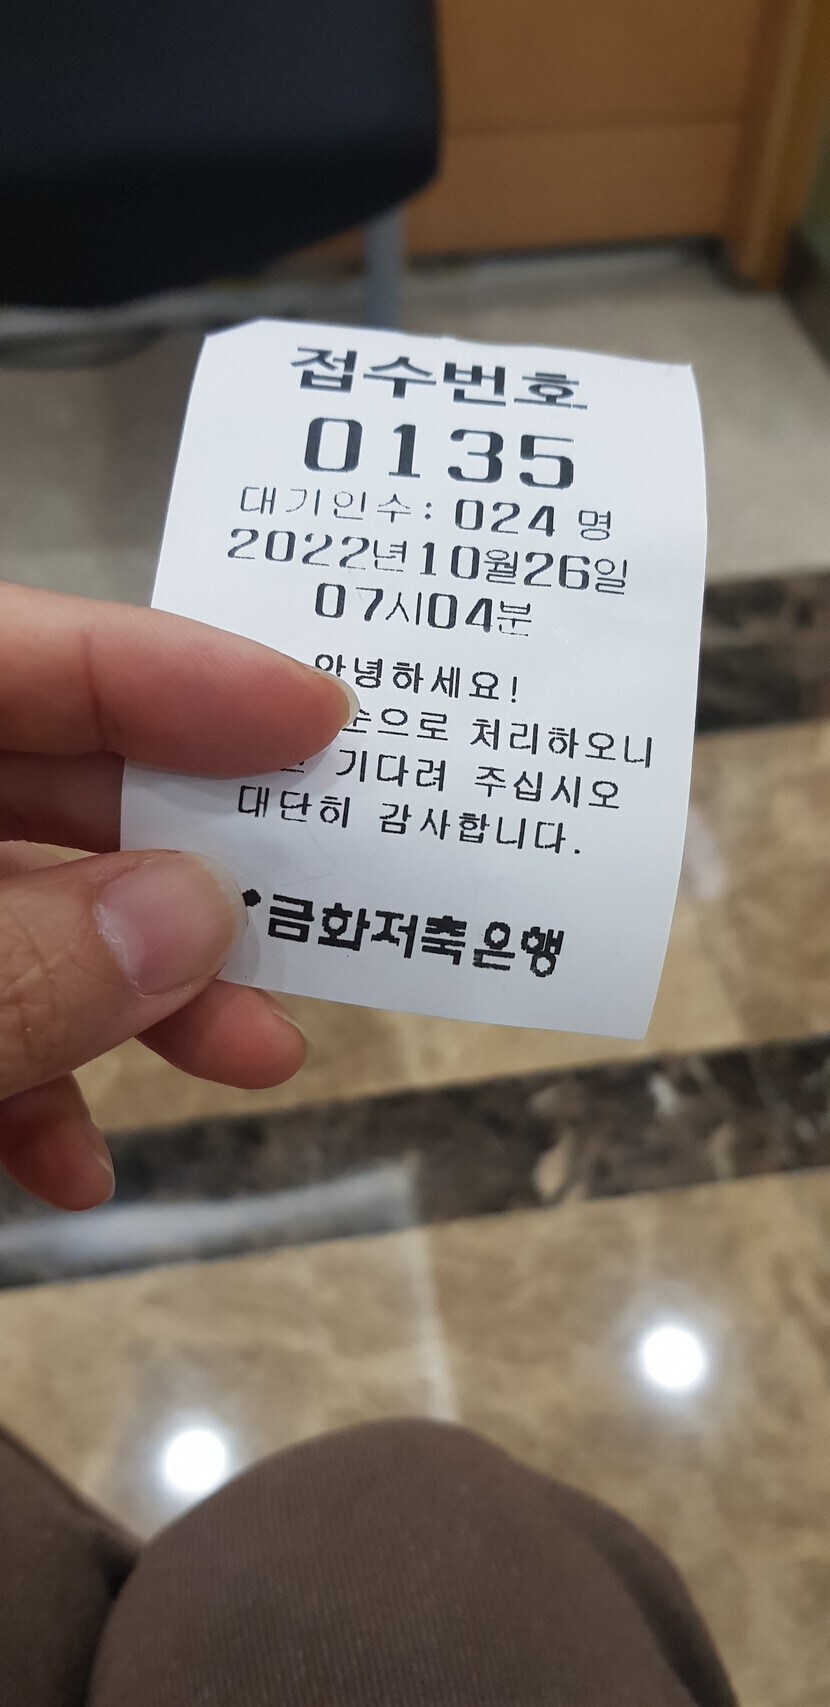 접수번호
0135
대기인수: 024 명
2022년10월26일
07시04분
안녕하세요!
처리하오니
기다려 주십시오
대단히 감사합니다.
금화저축은행